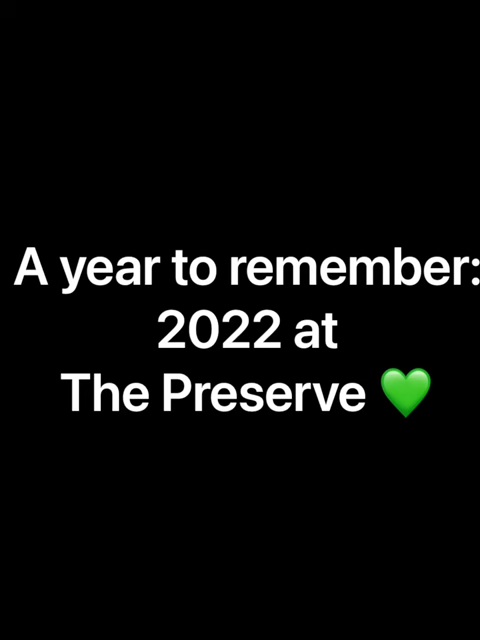 A year to remember:
2022 at
The Preserve 💚